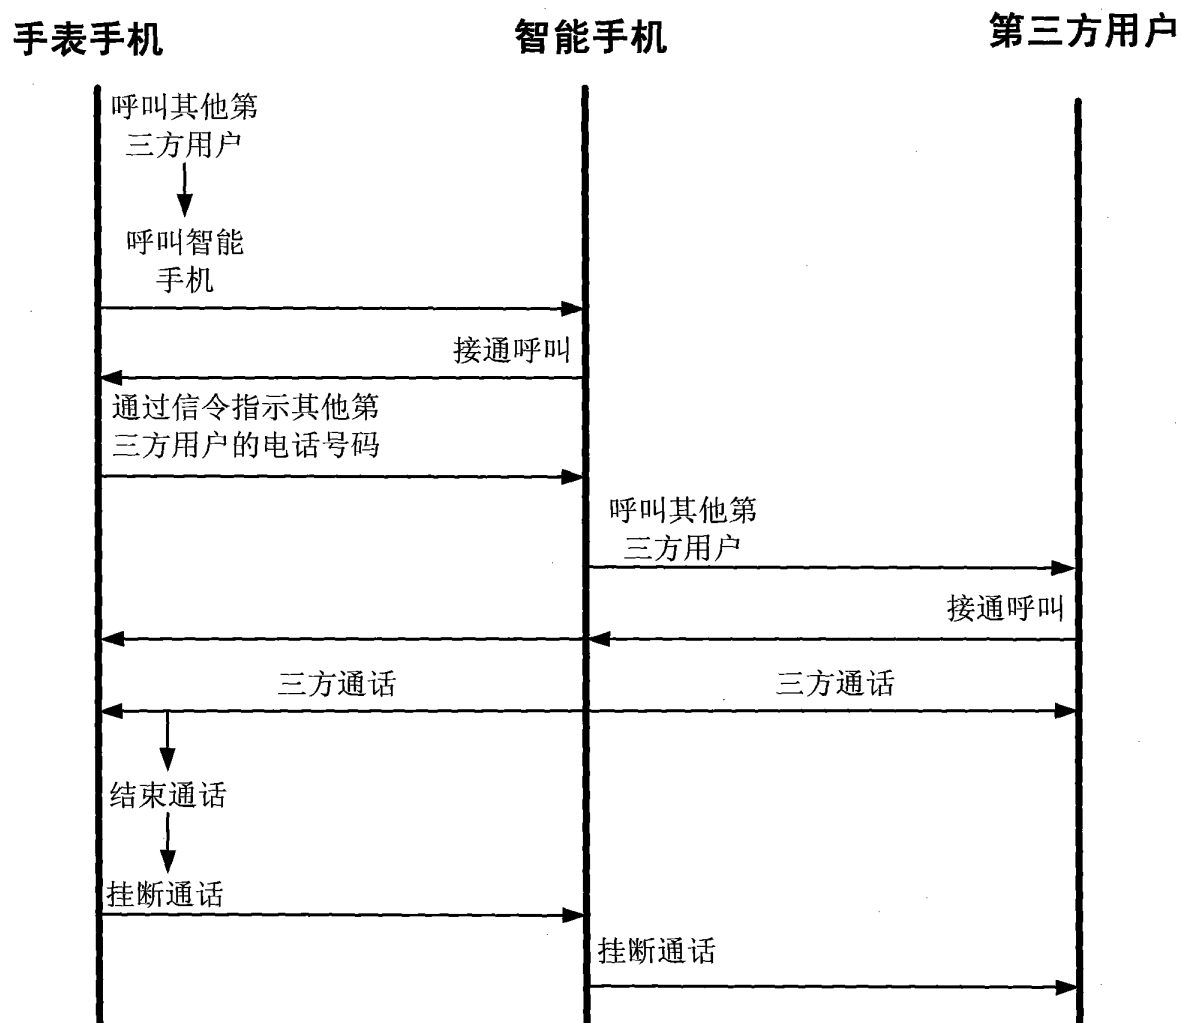 手表手机
智能手机
第三方用户
呼叫其他第
三方用户
呼叫智能
手机
接通呼叫
通过信令指示其他第
三方用户的电话号码
呼叫其他第
三方用户
接通呼叫
三方通话
三方通话
结束通话
挂断通话
挂断通话